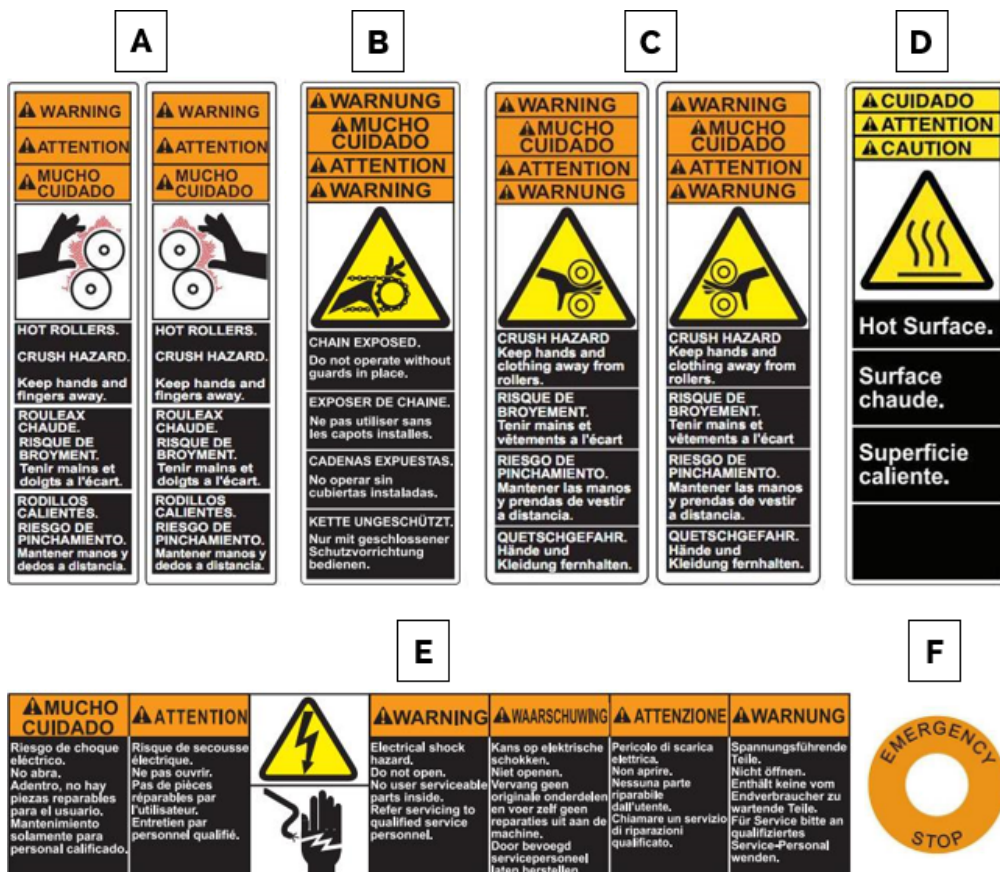 A
B
C
D
WARNING
ATTENTION
MUCHO
CUIDADO
HOT ROLLERS.
CRUSH HAZARD.
Keep hands and
fingers away.
ROULEAX
CHAUDE.
RISQUE DE
BROYMENT.
Tenir mains et
doigts a l'écart.
RODILLOS
CALIENTES.
RIESGO DE
PINCHAMIENTO.
Mantener manos y
dedos a distancia.
WARNING
ATTENTION
MUCHO
CUIDADO
HOT ROLLERS.
CRUSH HAZARD.
Keep hands and
fingers away.
ROULEAX
CHAUDE.
RISQUE DE
BROYMENT.
Tenir mains et
doigts a l'écart.
RODILLOS
CALIENTES.
RIESGO DE
PINCHAMIENTO.
Mantener manos y
dedos a distancia.
WARNUNG
MUCHO
CUIDADO
ATTENTION
WARNING
CHAIN EXPOSED.
Do not operate without
guards in place.
EXPOSER DE CHAINE.
Ne pas utiliser sans
les capots installes.
CADENAS EXPUESTAS.
No operar sin
cubiertas instaladas.
KETTE UNGESCHÜTZT.
Nur mit geschlossener
Schutzvorrichtung
bedienen.
WARNING
MUCHO
CUIDADO
ATTENTION
WARNUNG
CRUSH HAZARD
Keep hands and
clothing away from
rollers.
RISQUE DE
BROYEMENT.
Tenir mains et
vêtements a l'écart
RIESGO DE
PINCHAMIENTO.
Mantener las manos
y prendas de vestir
a distancia.
QUETSCHGEFAHR.
Hände und
Kleidung fernhalten.
WARNING
MUCHO
CUIDADO
ATTENTION
WARNUNG
CRUSH HAZARD
Keep hands and
clothing away from
rollers.
RISQUE DE
BROYEMENT.
Tenir mains et
vêtements a l'écart
RIESGO DE
PINCHAMIENTO.
Mantener las manos
y prendas de vestir
a distancia.
QUETSCHGEFAHR.
Hände und
Kleidung fernhalten.
CUIDADO
ATTENTION
CAUTION
Hot Surface.
Surface
chaude.
Superficie
caliente.
E
F
MUCHO
CUIDADO
Riesgo de choque
eléctrico.
No abra.
Adentro, no hay
piezas reparables
para el usuario.
Mantenimiento
solamente para
personal calificado.
ATTENTION
Risque de secousse
électrique.
Ne pas ouvrir.
Pas de pièces
réparables par
l'utilisateur.
Entretien par
personnel qualifié.
WARNING
Electrical shock
hazard.
Do not open.
No user serviceable
parts inside.
Refer servicing to
qualified service
personnel.
WAARSCHUWING
Kans op elektrische
schokken.
Niet openen.
Vervang geen
originale onderdelen
en voer zelf geen
reparaties uit aan de
machine.
Door bevoegd
servicepersoneel
laten herstellen
ATTENZIONE
Pericolo di scarica
elettrica.
Non aprire.
Nessuna parte
riparabile
dall'utente.
Chiamare un servizio
di riparazioni
qualificato.
WARNUNG
Spannungsführende
Teile.
Nicht öffnen.
Enthält keine vom
Endverbraucher zu
wartende Teile.
Für Service bitte an
qualifiziertes
Service-Personal
wenden.
EMERGENCY
STOP